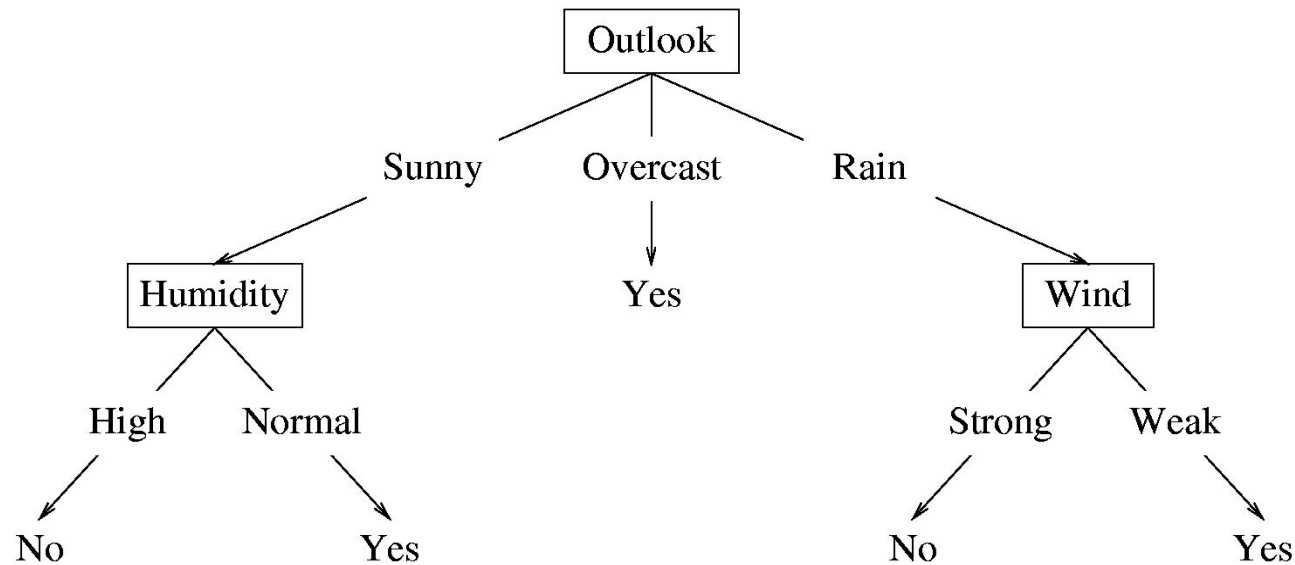 Outlook
Sunny Overcast Rain
Humidity Yes Wind
High Normal Strong Weak
No Yes No Yes